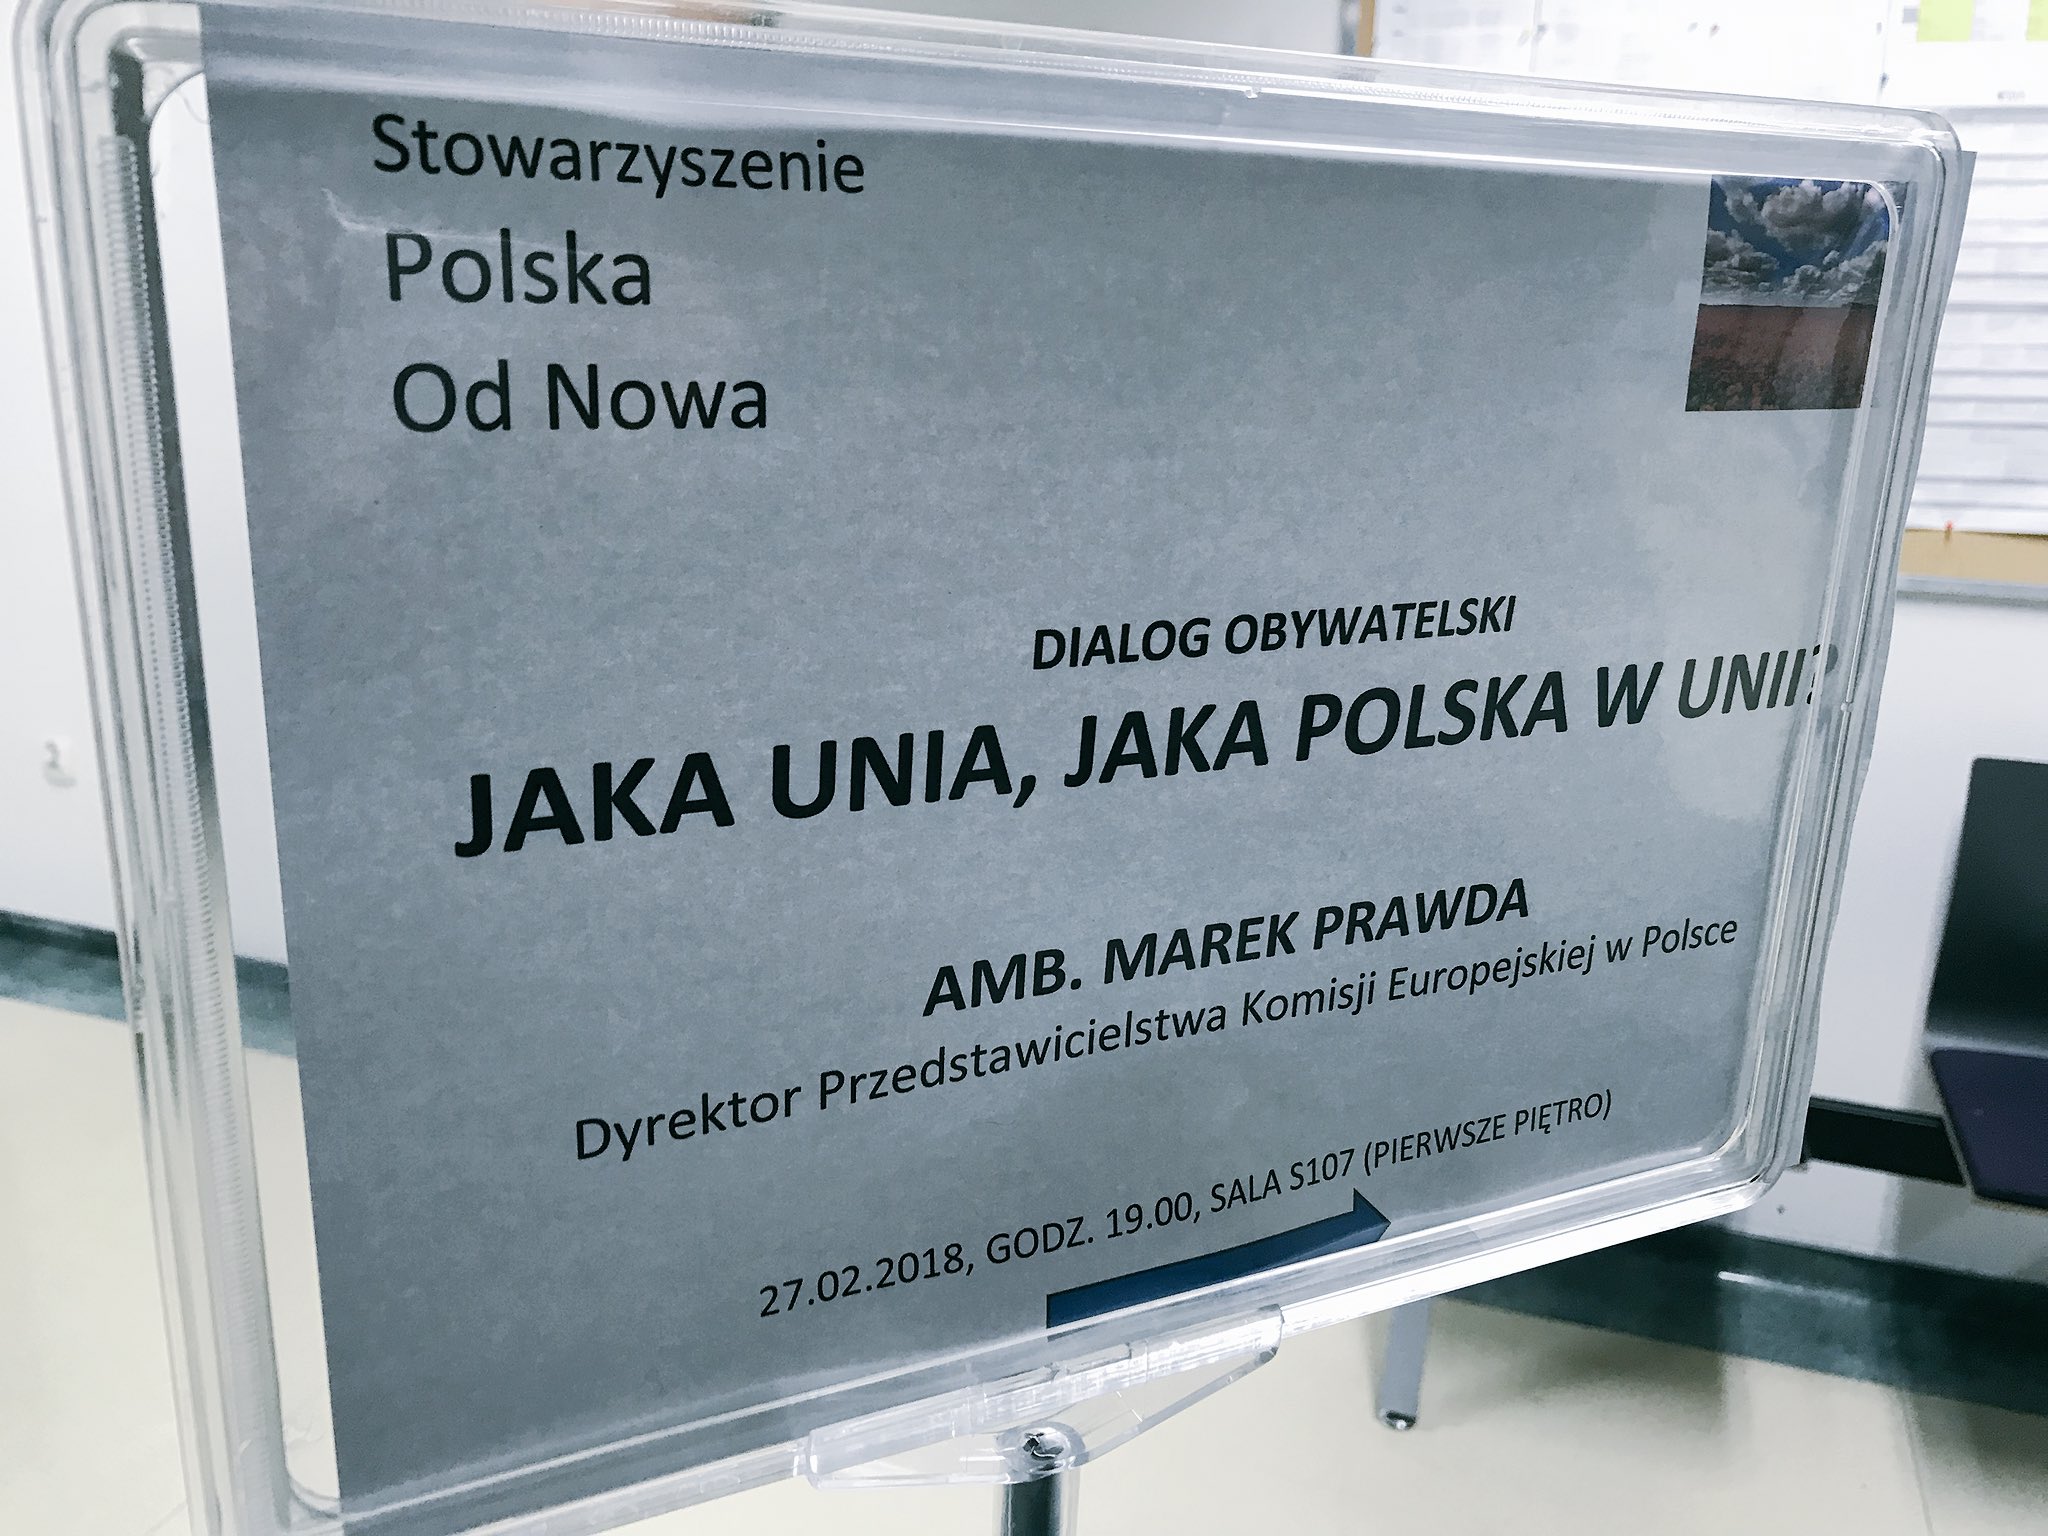 Stowarzyszenie
Polska
Od Nowa
DIALOG OBYWATELSKI
JAKA UNIA, JAKA POLSKA W UNII?
AMB. MAREK PRAWDA
Dyrektor Przedstawicielstwa Komisji Europejskiej w Polsce
27.02.2018, GODZ. 19.00, SALA S107 (PIERWSZE PIĘTRO)